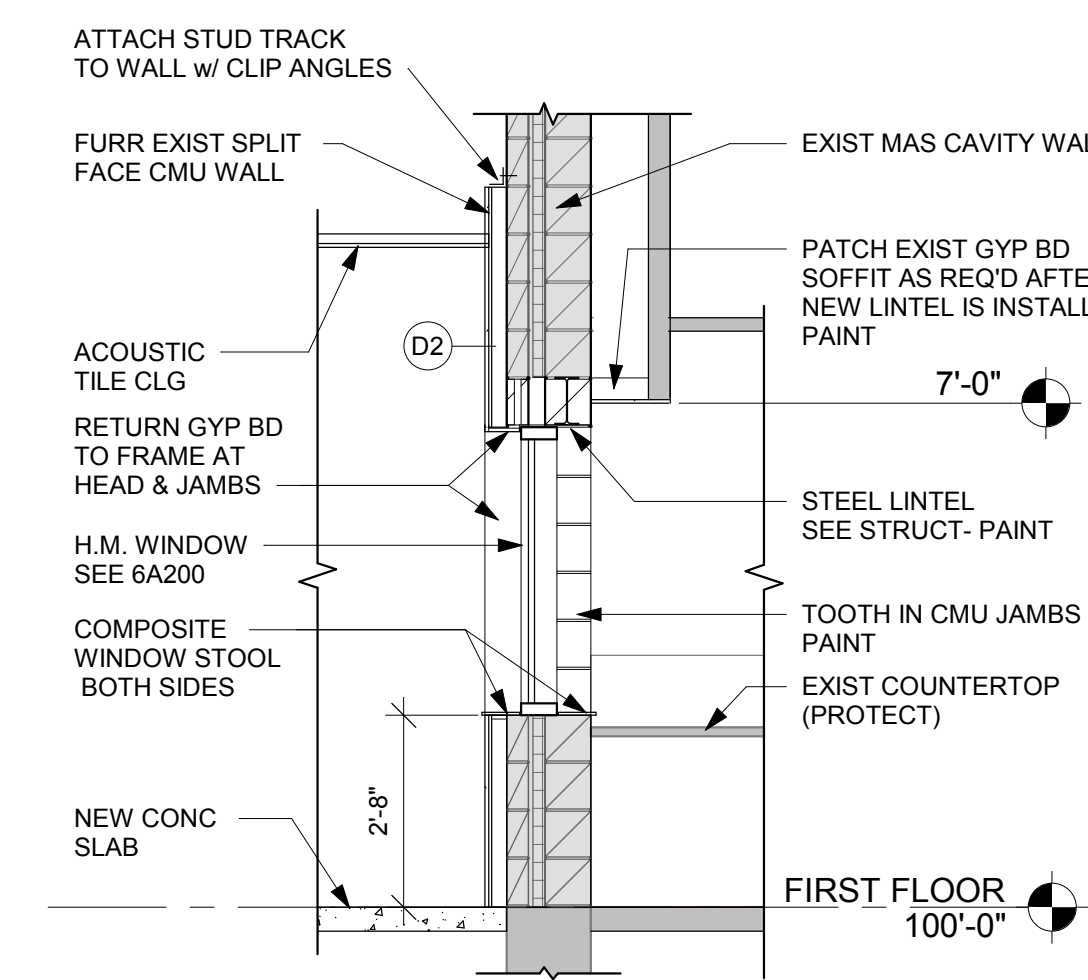 ATTACH STUD TRACK
TO WALL w/ CLIP ANGLES
FURR EXIST SPLIT
FACE CMU WALL
ACOUSTIC
TILE CLG
D2
RETURN GYP BD
TO FRAME AT
HEAD & JAMBS
H.M. WINDOW
SEE 6A200
COMPOSITE
WINDOW STOOL
BOTH SIDES
2'-8"
NEW CONC
SLAB
EXIST MAS CAVITY WAL
PATCH EXIST GYP BD
SOFFIT AS REQ'D AFTE
NEW LINTEL IS INSTALL
PAINT
7'-0"
STEEL LINTEL
SEE STRUCT- PAINT
TOOTH IN CMU JAMBS
PAINT
EXIST COUNTERTOP
(PROTECT)
FIRST FLOOR
100'-0"